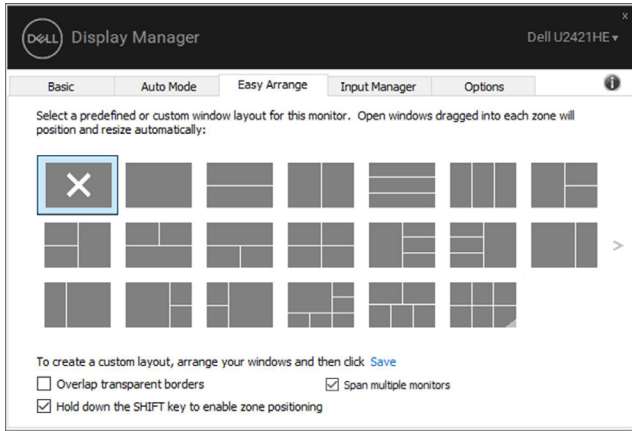 x
DELL Display Manager
Dell U2421HE
Basic Auto Mode Easy Arrange Input Manager Options
Select a predefined or custom window layout for this monitor. Open windows dragged into each zone will
position and resize automatically:
To create a custom layout, arrange your windows and then click Save
Overlap transparent borders
Span multiple monitors
Hold down the SHIFT key to enable zone positioning